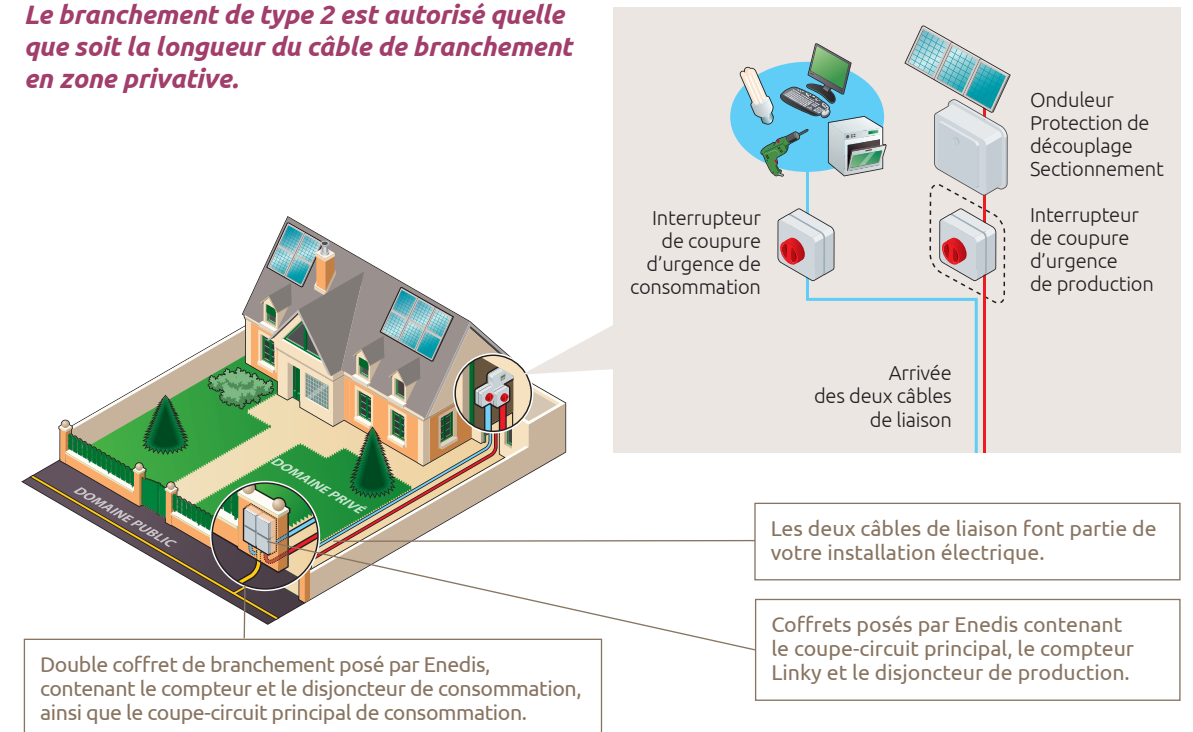 Le branchement de type 2 est autorisé quelle
que soit la longueur du câble de branchement
en zone privative.
Onduleur
Protection de
découplage
Sectionnement
Interrupteur
de coupure
d'urgence de
consommation
Interrupteur
de coupure
d'urgence
de production
Arrivée
des deux câbles
de liaison
DOMAINE PRIVÉ
DOMAINE PUBLIC
Les deux câbles de liaison font partie de
votre installation électrique.
Coffrets posés par Enedis contenant
le coupe-circuit principal, le compteur
Linky et le disjoncteur de production.
Double coffret de branchement posé par Enedis,
contenant le compteur et le disjoncteur de consommation,
ainsi que le coupe-circuit principal de consommation.